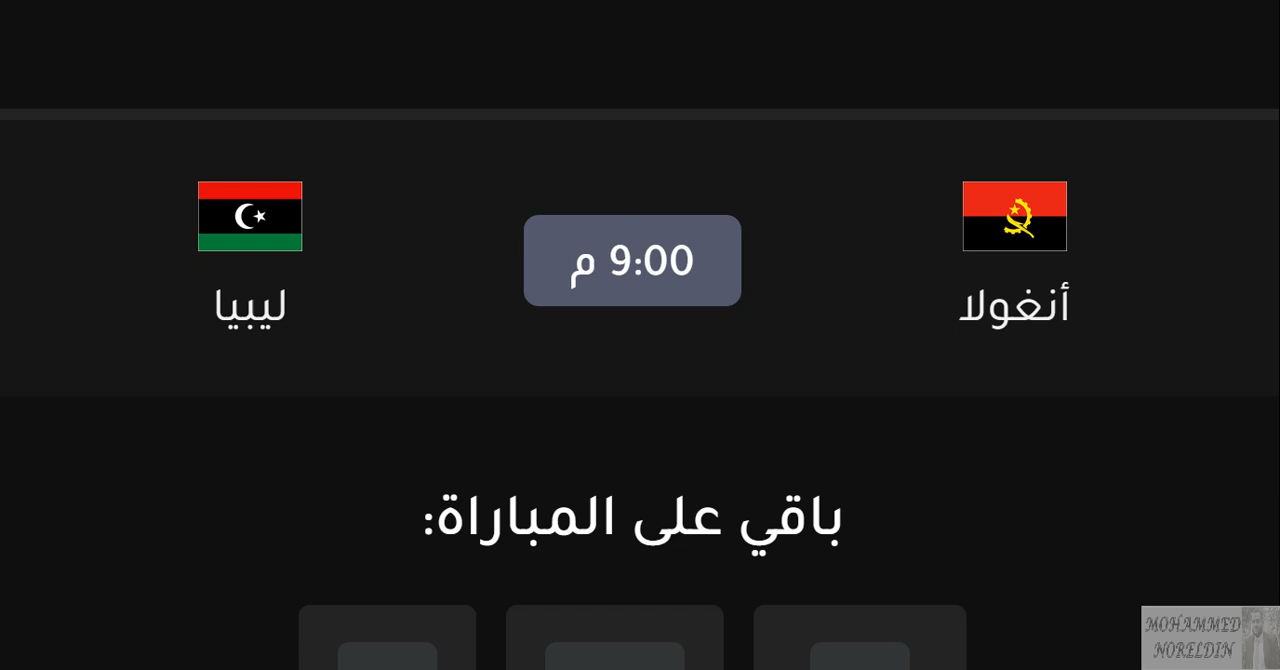 أنغولا
9:00 م
ليبيا
باقي على المباراة:
MOHAMMED
NORELDIN